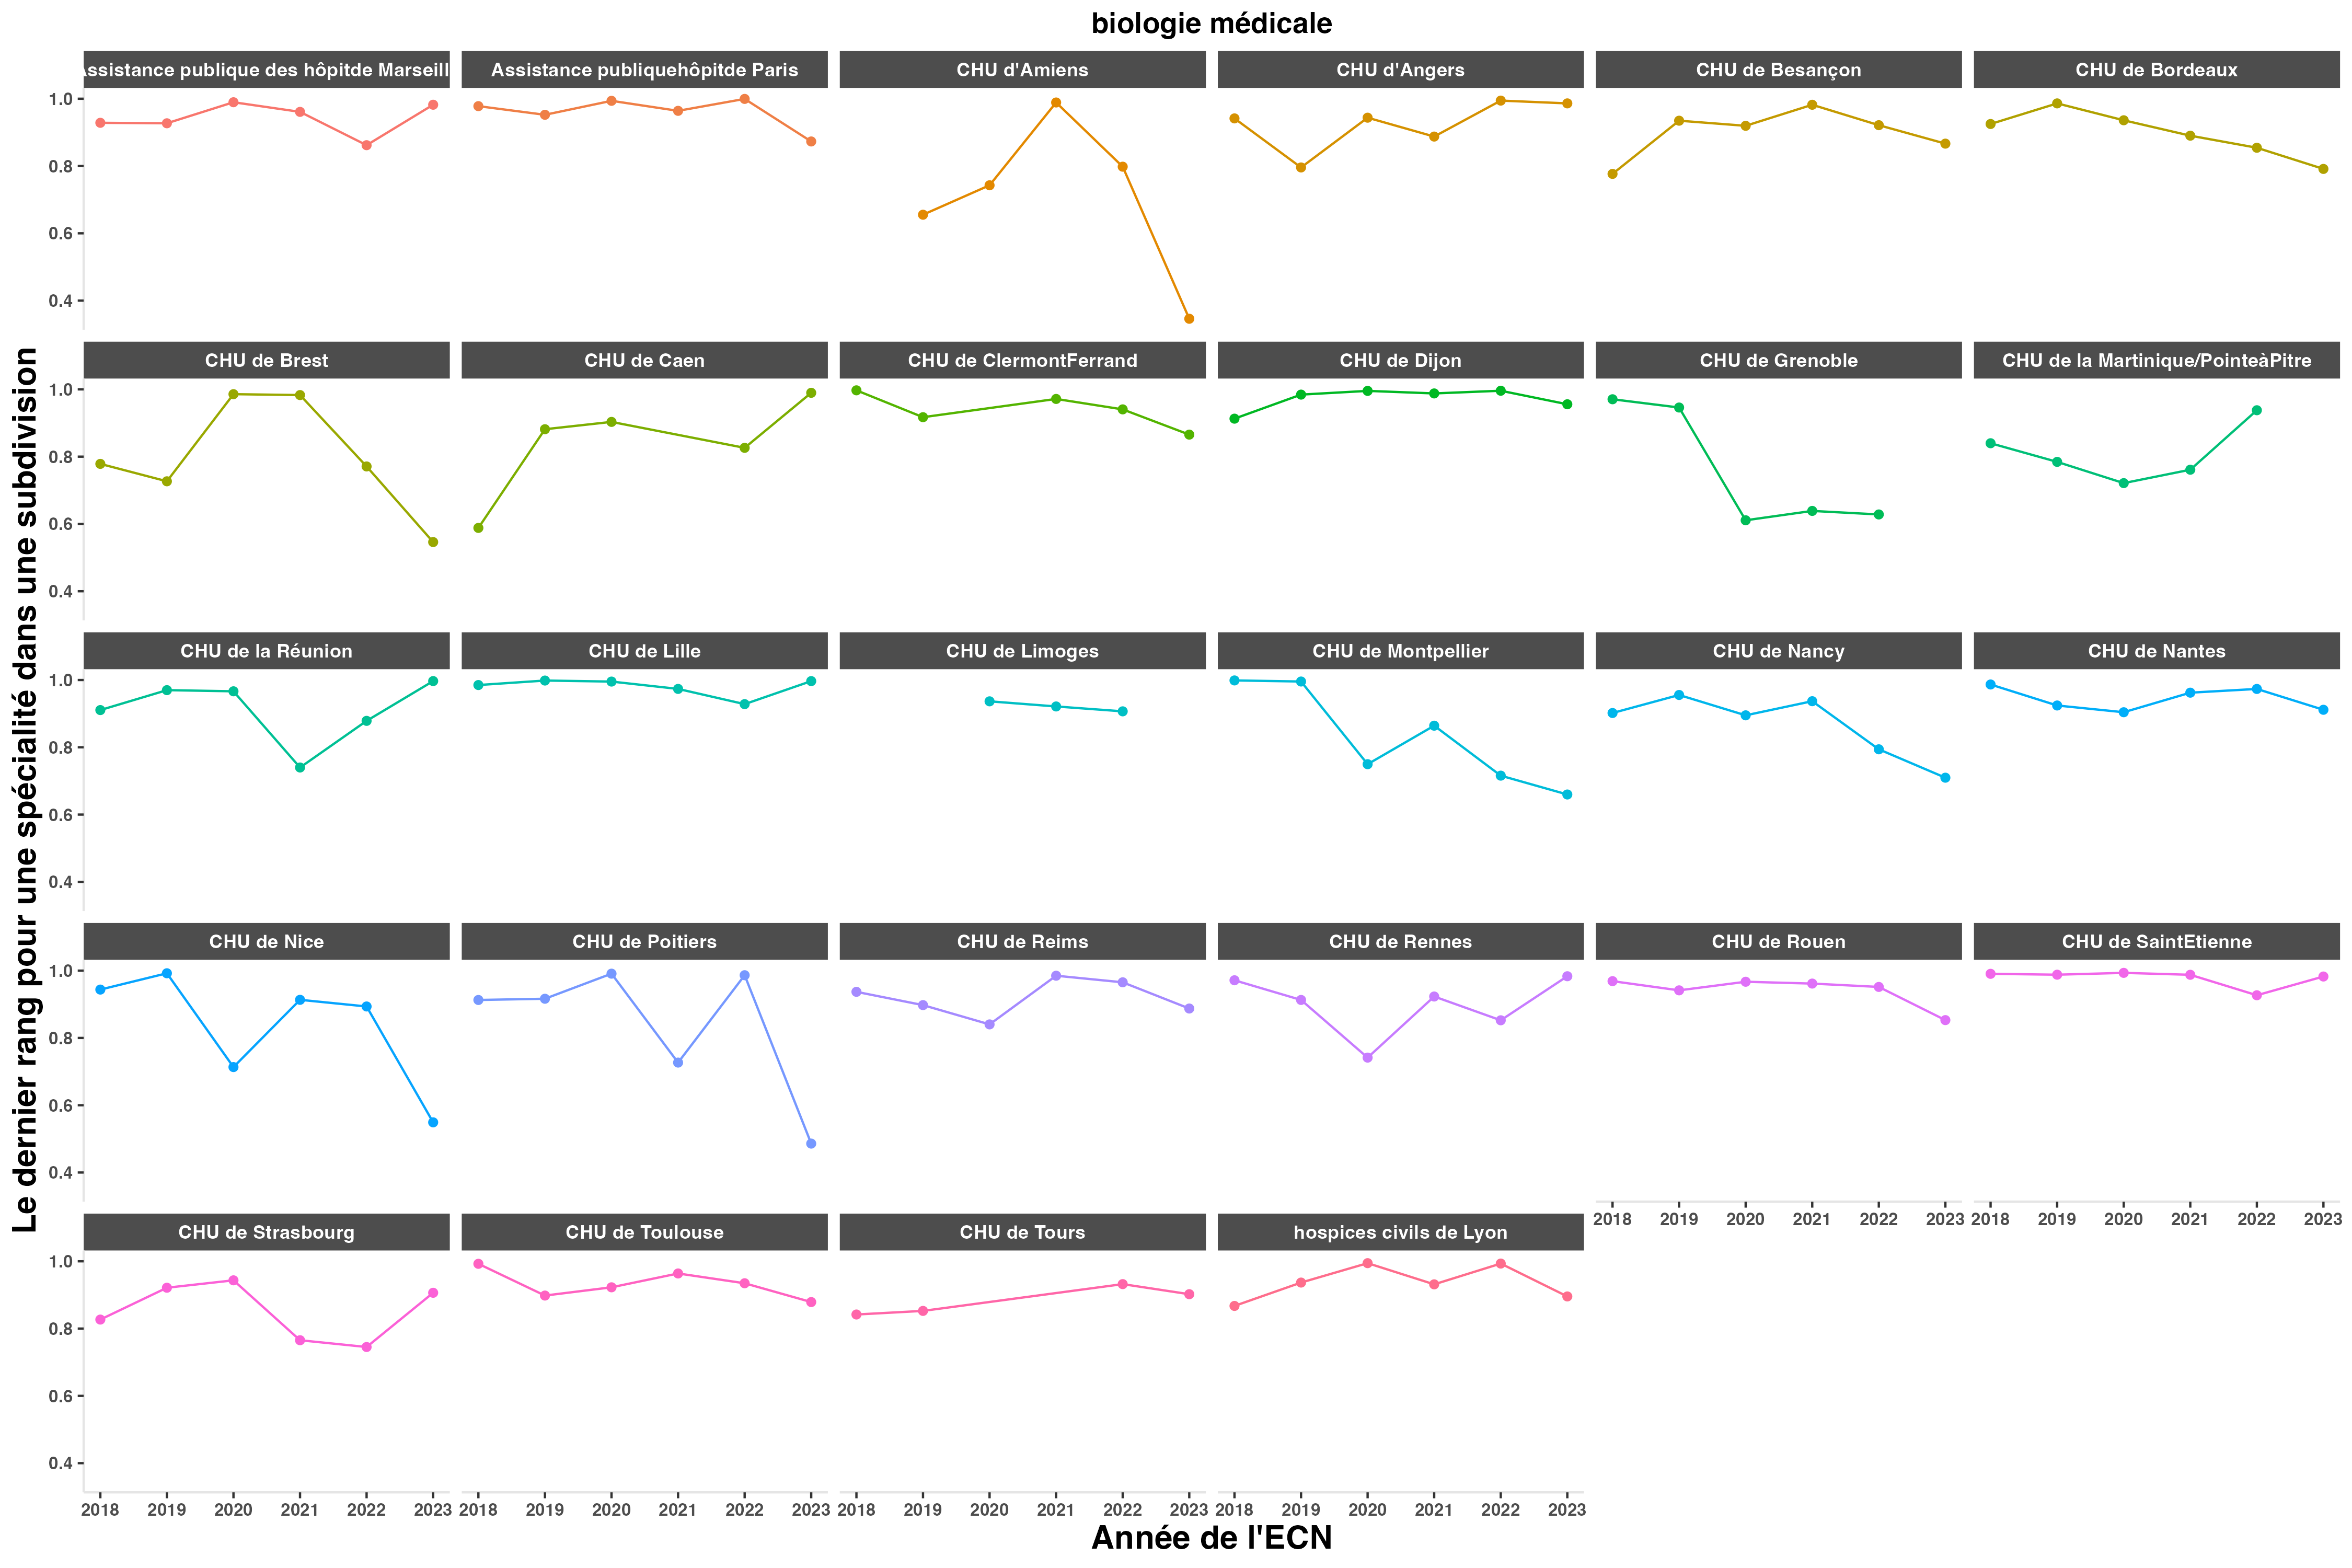 biologie médicale
Assistance publique des hôpitde Marseill
Assistance publiquehôpitde Paris
CHU d'Amiens
CHU d'Angers
CHU de Besançon
CHU de Bordeaux
1.0
0.8
0.6
0.4
CHU de Brest
CHU de Caen
CHU de ClermontFerrand
CHU de Dijon
CHU de Grenoble
CHU de la Martinique/PointeàPitre
1.0
0.8
0.6
0.4
CHU de la Réunion
CHU de Lille
CHU de Limoges
CHU de Montpellier
CHU de Nancy
CHU de Nantes
1.0
0.8
0.6
0.4
CHU de Nice
CHU de Poitiers
CHU de Reims
CHU de Rennes
CHU de Rouen
CHU de SaintEtienne
1.0
0.8
0.6
0.4
2018 2019 2020 2021 2022 2023
2018 2019 2020 2021 2022 2023
CHU de Strasbourg
CHU de Toulouse
CHU de Tours
hospices civils de Lyon
1.0
0.8
0.6
0.4
2018 2019 2020 2021 2022 2023
2018 2019 2020 2021 2022 2023
2018 2019 2020 2021 2022 2023
2018 2019 2020 2021 2022 2023
Année de l'ECN
Le dernier rang pour une spécialité dans une subdivision